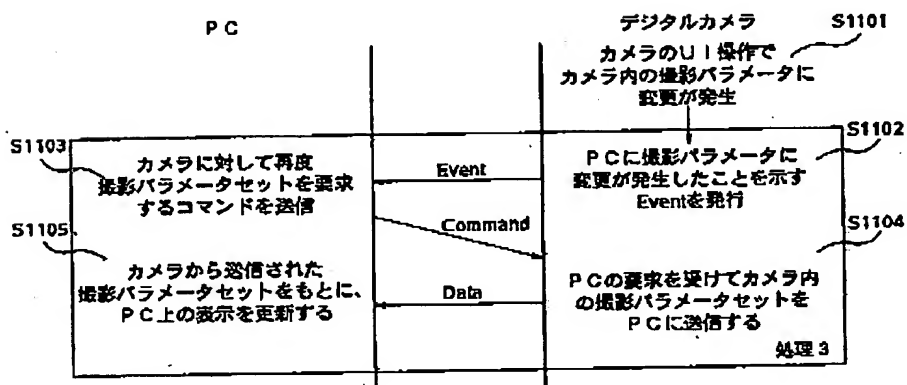 PC
デジタルカメラ
S1101
カメラのUI操作で
カメラ内の撮影パラメータに
変更が発生
S1102
S1103
カメラに対して再度
撮影パラメータセットを要求
するコマンドを送信
Event
PCに撮影パラメータに
変更が発生したことを示す
Eventを発行
Command
S1104
S1105
カメラから送信された
撮影パラメータセットをもとに、
PC上の表示を更新する
Data
PCの要求を受けてカメラ内
の撮影パラメータセットを
PCに送信する
処理3